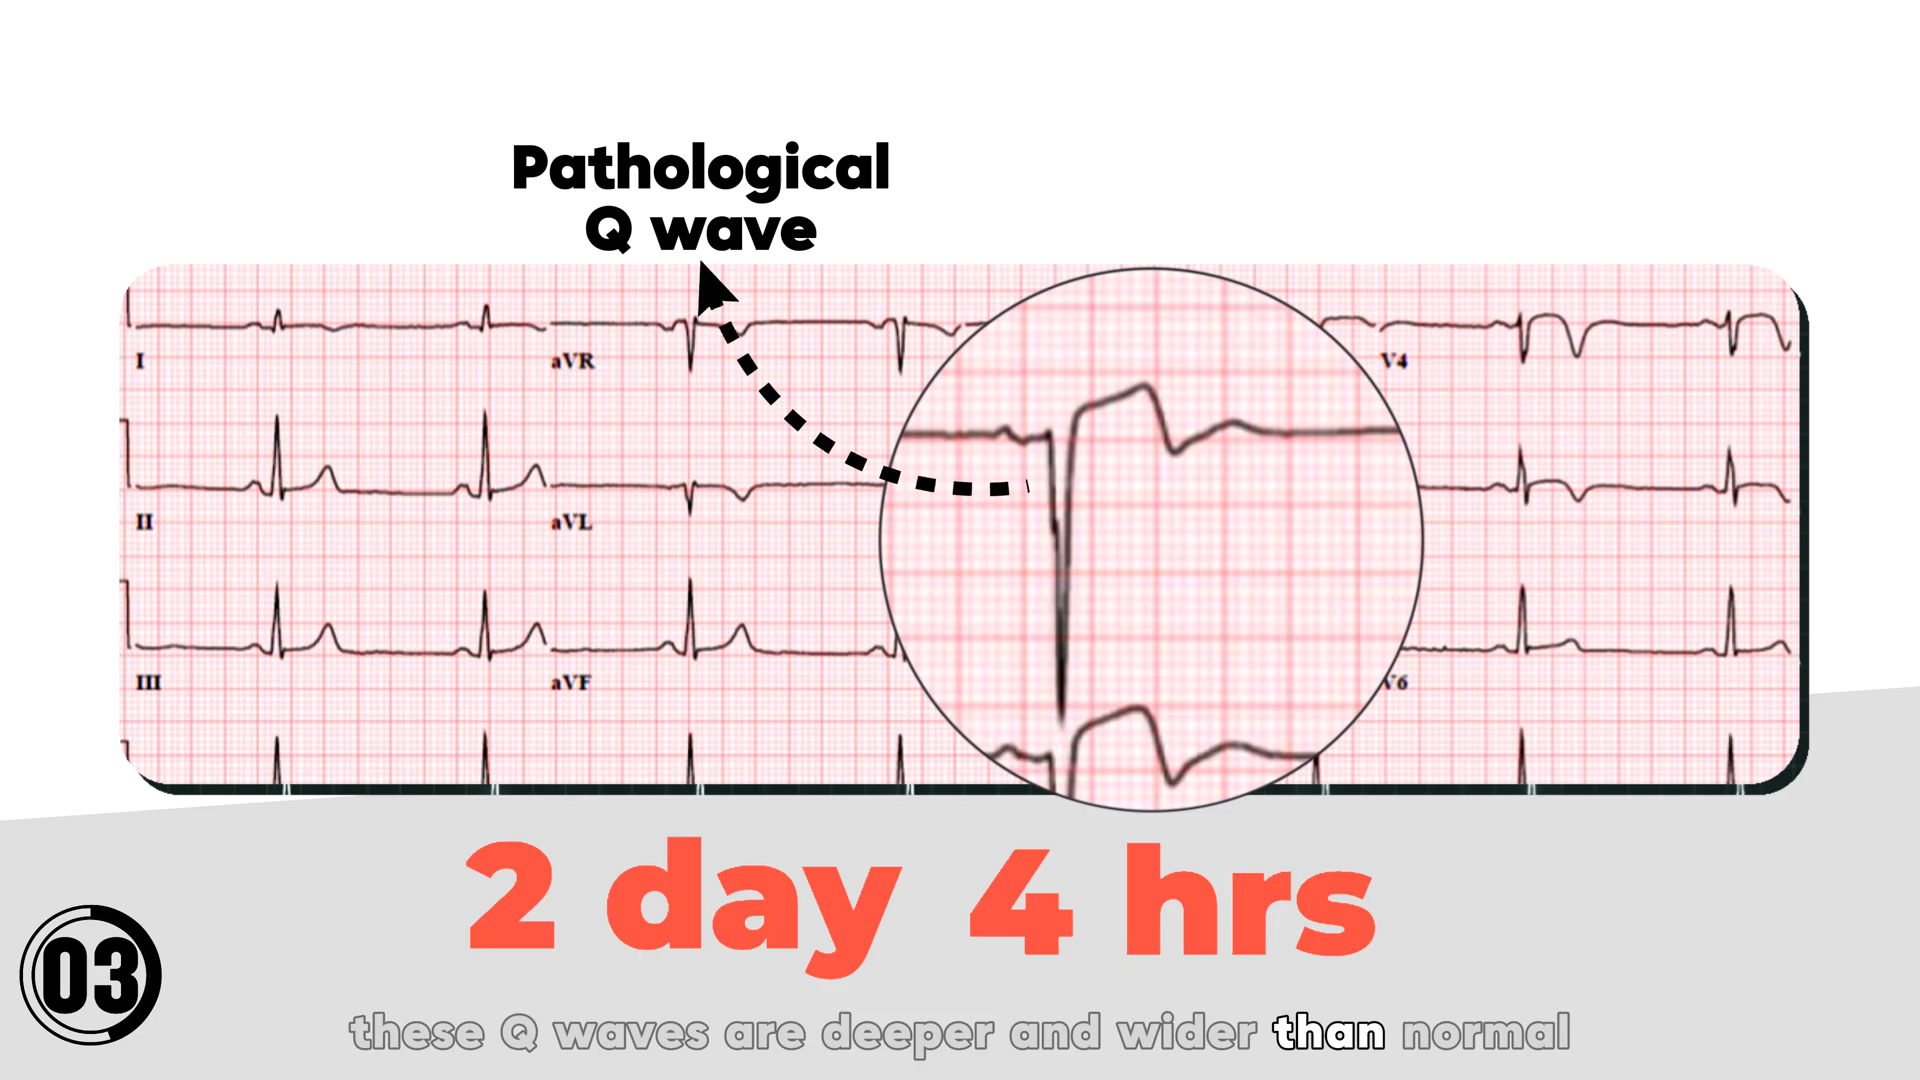 Pathological
Q wave
I
aVR
V4
II
aVL
III
aVF
V6
2 day 4 hrs
03
these Q waves are deeper and wider than normal